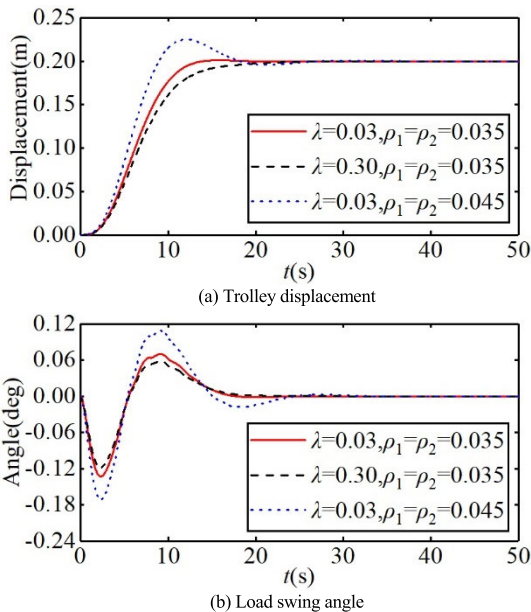 Displacement(m)
0.20
0.15
0.10
0.05
0.00
λ=0.03,ρ₁=ρ₂=0.035
λ=0.30,ρ₁=ρ₂=0.035
λ=0.03,ρ₁=ρ₂=0.045
0 10 20 30 40 50
t(s)
(a) Trolley displacement
Angle(deg)
0.12
0.06
0.00
-0.06
-0.12
-0.18
-0.24
λ=0.03,ρ₁=ρ₂=0.035
λ=0.30,ρ₁=ρ₂=0.035
λ=0.03,ρ₁=ρ₂=0.045
0 10 20 30 40 50
t(s)
(b) Load swing angle